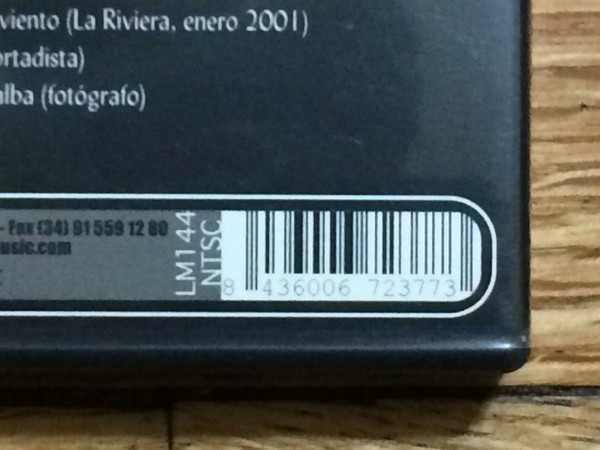 viento (La Riviera, enero 2001)
ortadista)
alba (fotógrafo)
- Fax (34) 91 559 12 80
usic.com
LM144
NTSC
8 436006 723773